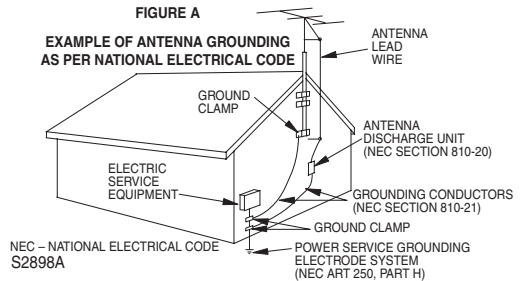 FIGURE A
EXAMPLE OF ANTENNA GROUNDING
AS PER NATIONAL ELECTRICAL CODE
ANTENNA
LEAD
WIRE
GROUND
CLAMP
ANTENNA
DISCHARGE UNIT
(NEC SECTION 810-20)
ELECTRIC
SERVICE
EQUIPMENT
GROUNDING CONDUCTORS
(NEC SECTION 810-21)
GROUND CLAMP
POWER SERVICE GROUNDING
ELECTRODE SYSTEM
(NEC ART 250, PART H)
NEC – NATIONAL ELECTRICAL CODE
S2898A